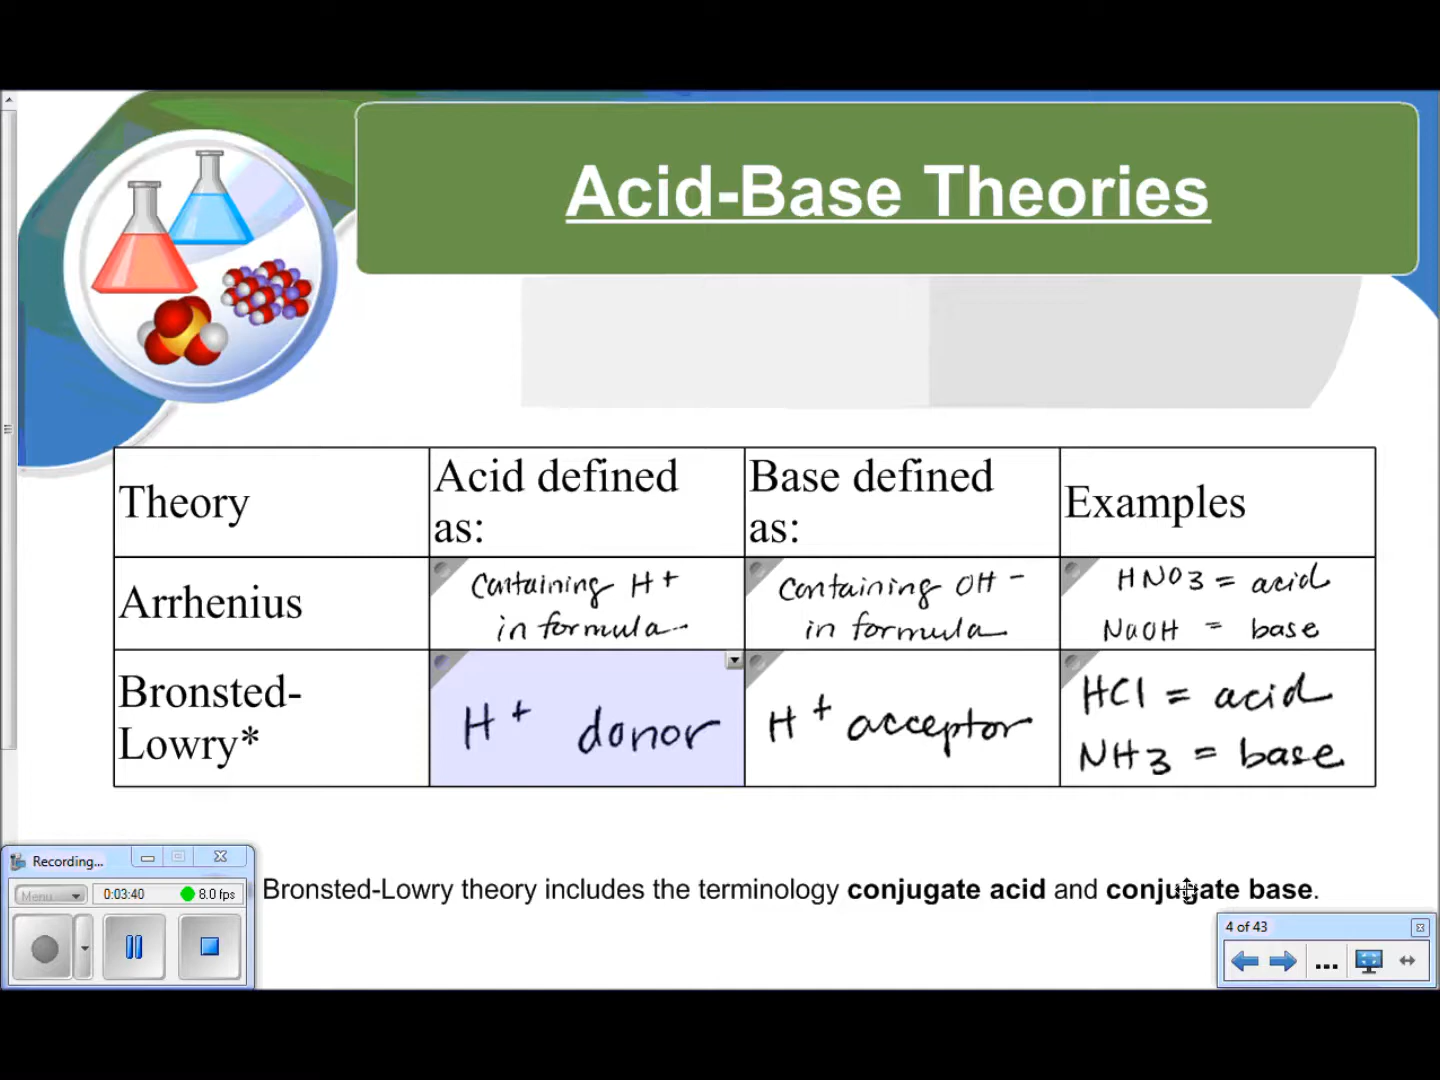 Acid-Base Theories
Theory
Acid defined
as:
Base defined
as:
Examples
Arrhenius
Containing H+
in formula
Containing OH-
in formula
HNO3 = acid
NaOH = base
Bronsted-
Lowry*
H+ donor
H+ acceptor
HCl = acid
NH3 = base
Recording...
Menu
0:03:40
8.0 fps
Bronsted-Lowry theory includes the terminology conjugate acid and conjugate base.
4 of 43
...